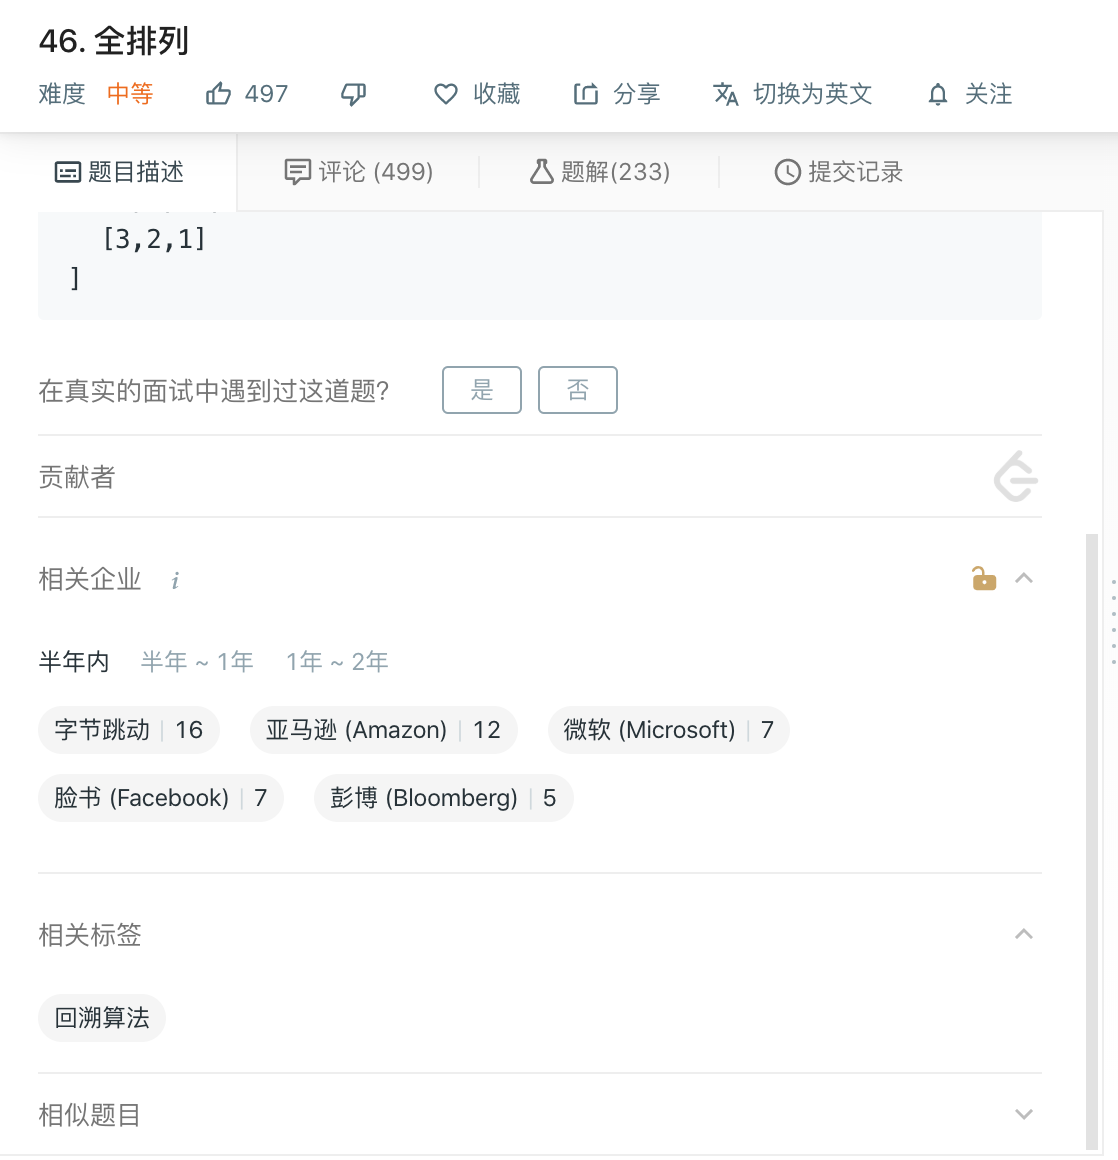 46. 全排列
难度 中等 497 收藏 分享 切换为英文 关注
题目描述 评论 (499) 题解(233) 提交记录
[3,2,1]
]
在真实的面试中遇到过这道题? 是 否
贡献者
相关企业 i
半年内 半年 ~ 1年 1年 ~ 2年
字节跳动 16 亚马逊 (Amazon) 12 微软 (Microsoft) 7
脸书 (Facebook) 7 彭博 (Bloomberg) 5
相关标签
回溯算法
相似题目